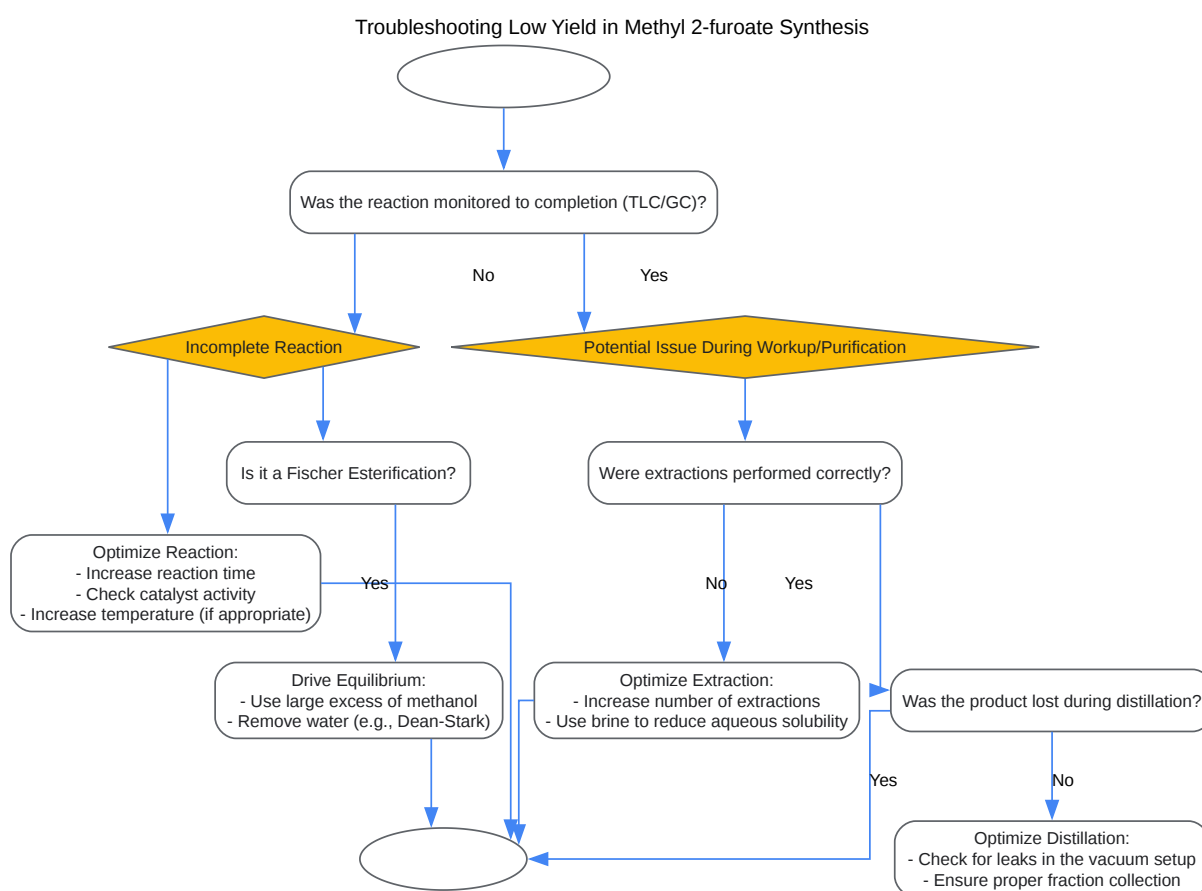 Troubleshooting Low Yield in Methyl 2-furoate Synthesis
Was the reaction monitored to completion (TLC/GC)?
No
Yes
Incomplete Reaction
Potential Issue During Workup/Purification
Is it a Fischer Esterification?
Were extractions performed correctly?
Optimize Reaction:
- Increase reaction time
- Check catalyst activity
- Increase temperature (if appropriate)
Yes
No
Yes
Drive Equilibrium:
- Use large excess of methanol
- Remove water (e.g., Dean-Stark)
Optimize Extraction:
- Increase number of extractions
- Use brine to reduce aqueous solubility
Was the product lost during distillation?
Yes
No
Optimize Distillation:
- Check for leaks in the vacuum setup
- Ensure proper fraction collection